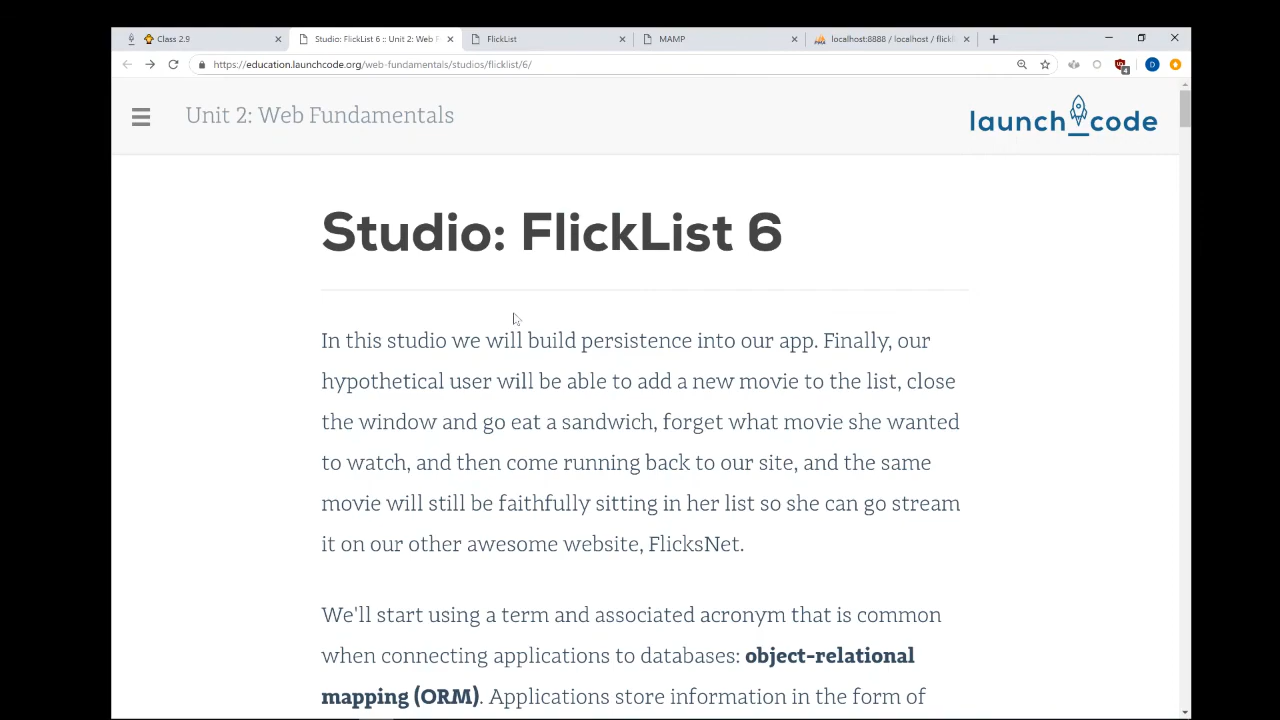 Class 2.9
Studio: FlickList 6 :: Unit 2: Web F
FlickList
MAMP
localhost:8888 / localhost / flickl
https://education.launchcode.org/web-fundamentals/studios/flicklist/6/
Unit 2: Web Fundamentals
launch_code
Studio: FlickList 6
In this studio we will build persistence into our app. Finally, our
hypothetical user will be able to add a new movie to the list, close
the window and go eat a sandwich, forget what movie she wanted
to watch, and then come running back to our site, and the same
movie will still be faithfully sitting in her list so she can go stream
it on our other awesome website, FlicksNet.
We'll start using a term and associated acronym that is common
when connecting applications to databases: object-relational
mapping (ORM). Applications store information in the form of